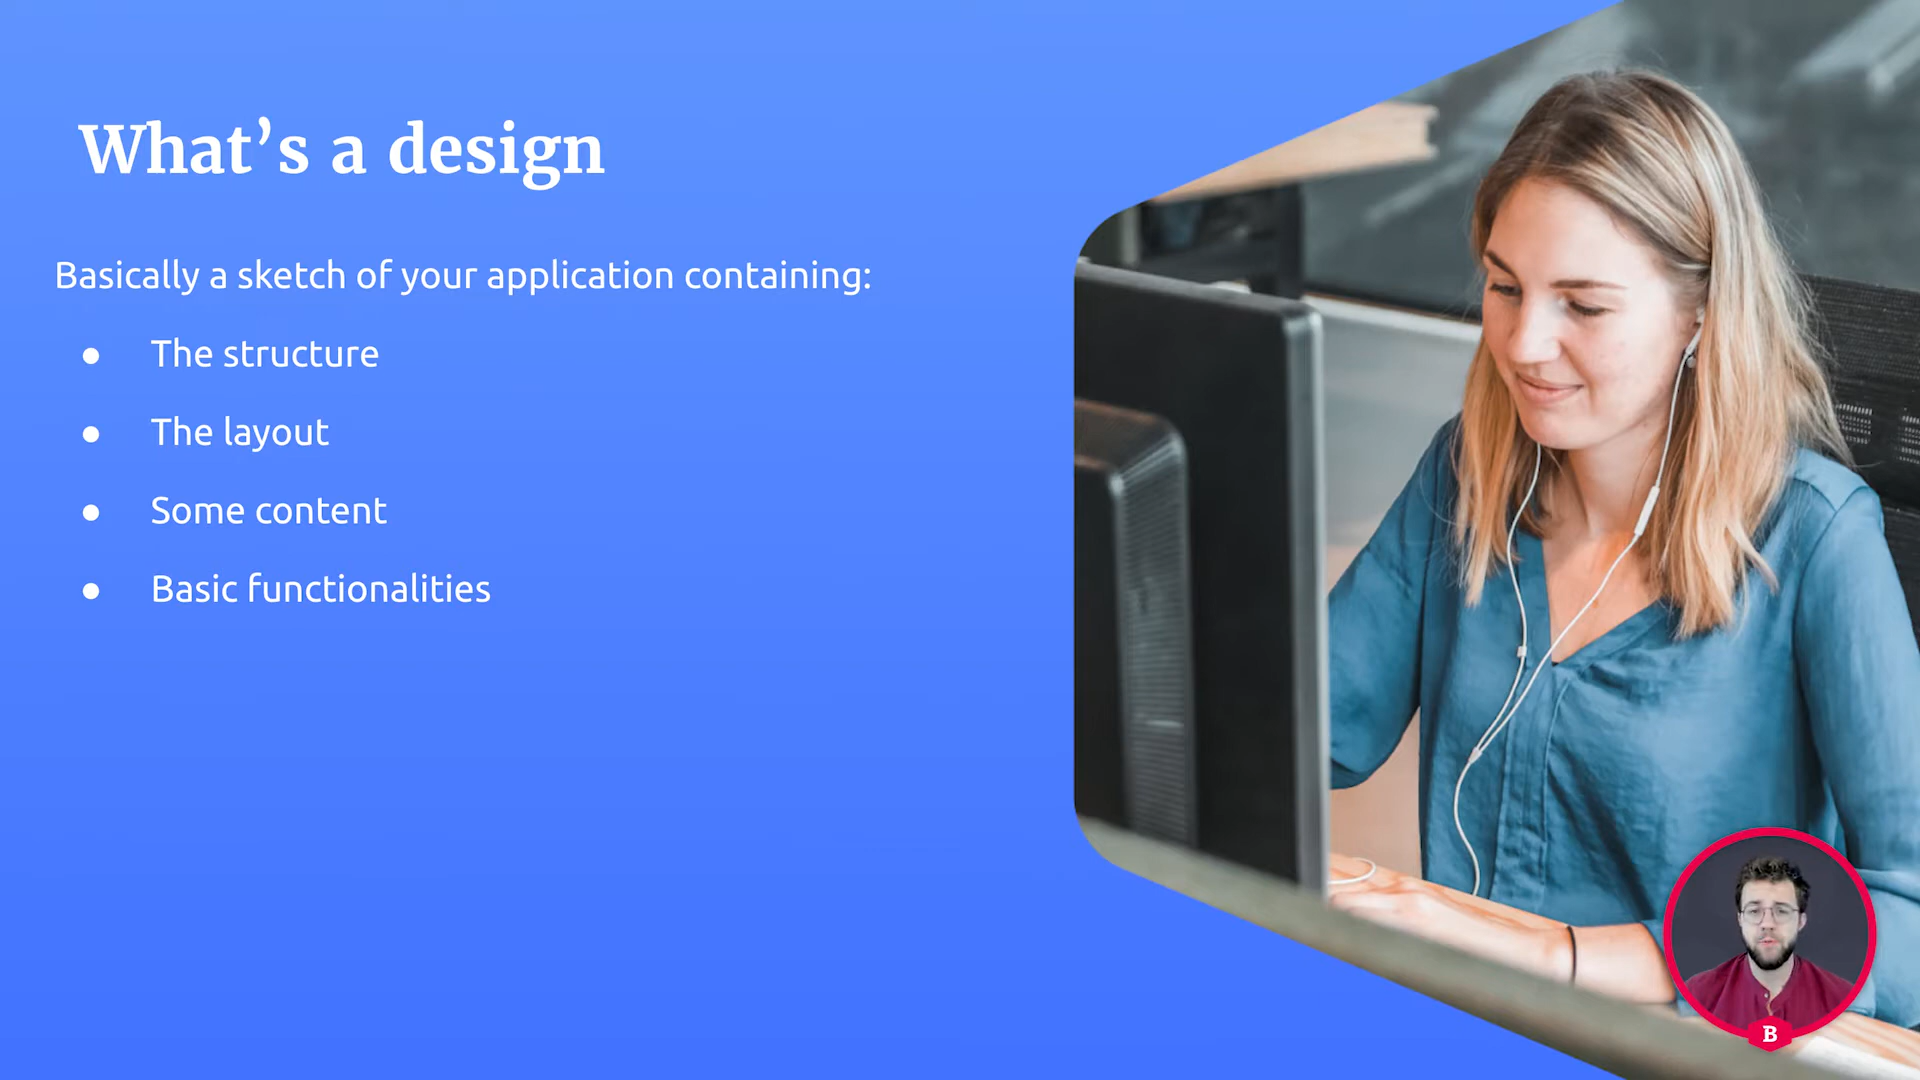 What’s a design
Basically a sketch of your application containing:
● The structure
● The layout
● Some content
● Basic functionalities
B